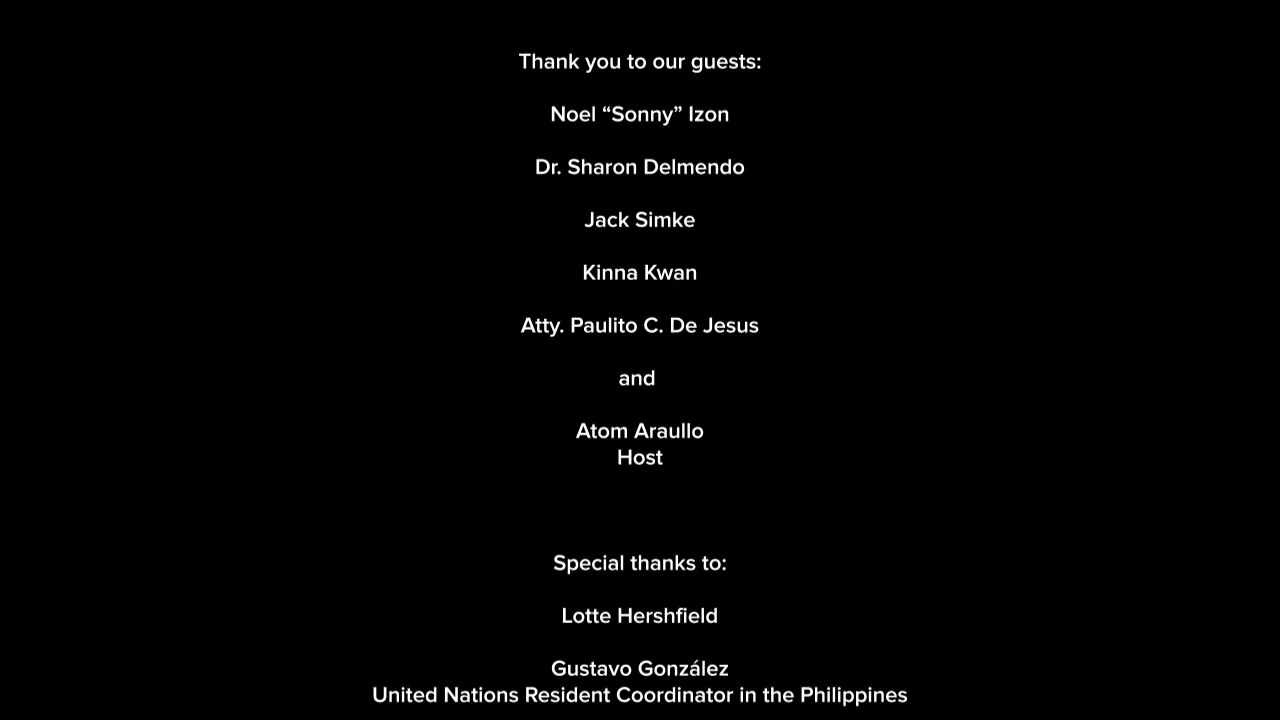 Thank you to our guests:
Noel “Sonny” Izon
Dr. Sharon Delmendo
Jack Simke
Kinna Kwan
Atty. Paulito C. De Jesus
and
Atom Araullo
Host
Special thanks to:
Lotte Hershfield
Gustavo González
United Nations Resident Coordinator in the Philippines